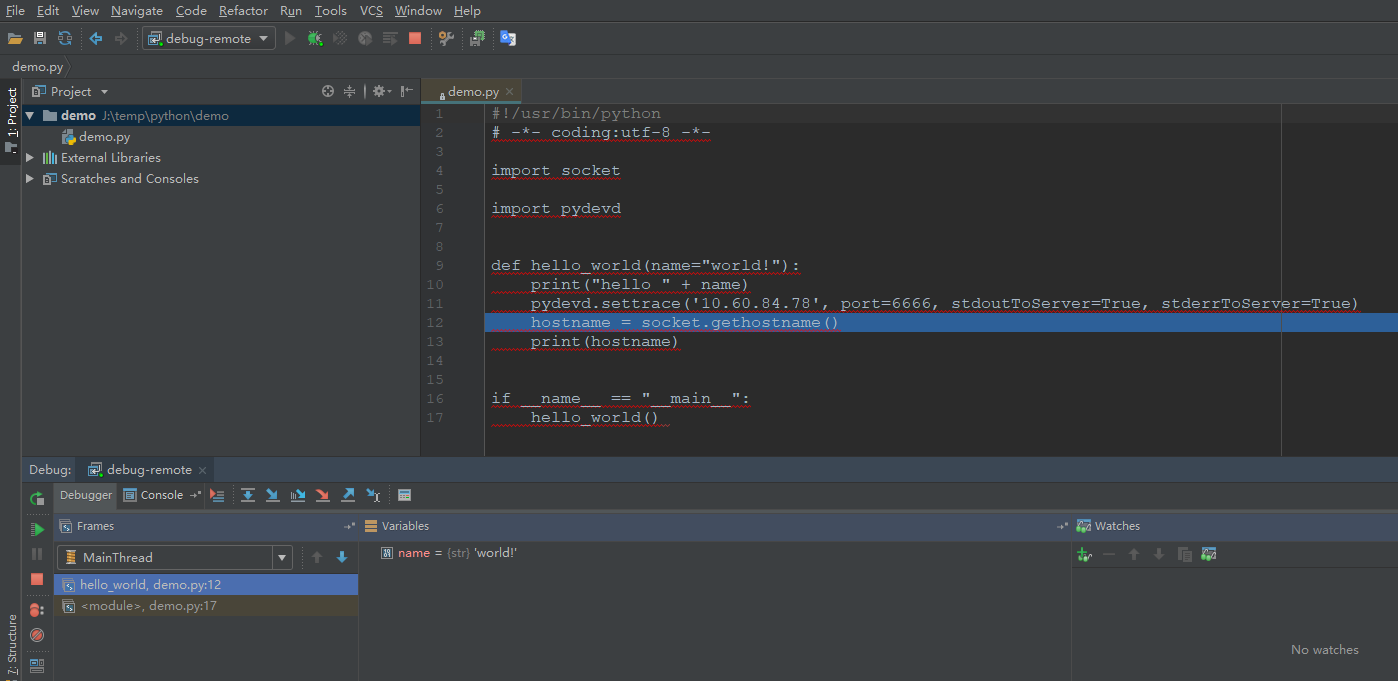 File Edit View Navigate Code Refactor Run Tools VCS Window Help
debug-remote
demo.py
1: Project
Project
demo J:\temp\python\demo
demo.py
External Libraries
Scratches and Consoles
demo.py
1 #!/usr/bin/python
2 # -*- coding:utf-8 -*-
3
4 import socket
5
6 import pydevd
7
8
9 def hello_world(name="world!"):
10     print("hello " + name)
11     pydevd.settrace('10.60.84.78', port=6666, stdoutToServer=True, stderrToServer=True)
12     hostname = socket.gethostname()
13     print(hostname)
14
15
16 if __name__ == "__main__":
17     hello_world()
Debug: debug-remote
Debugger Console
Frames Variables Watches
MainThread
name = {str} 'world!'
hello_world, demo.py:12
<module>, demo.py:17
No watches
7: Structure